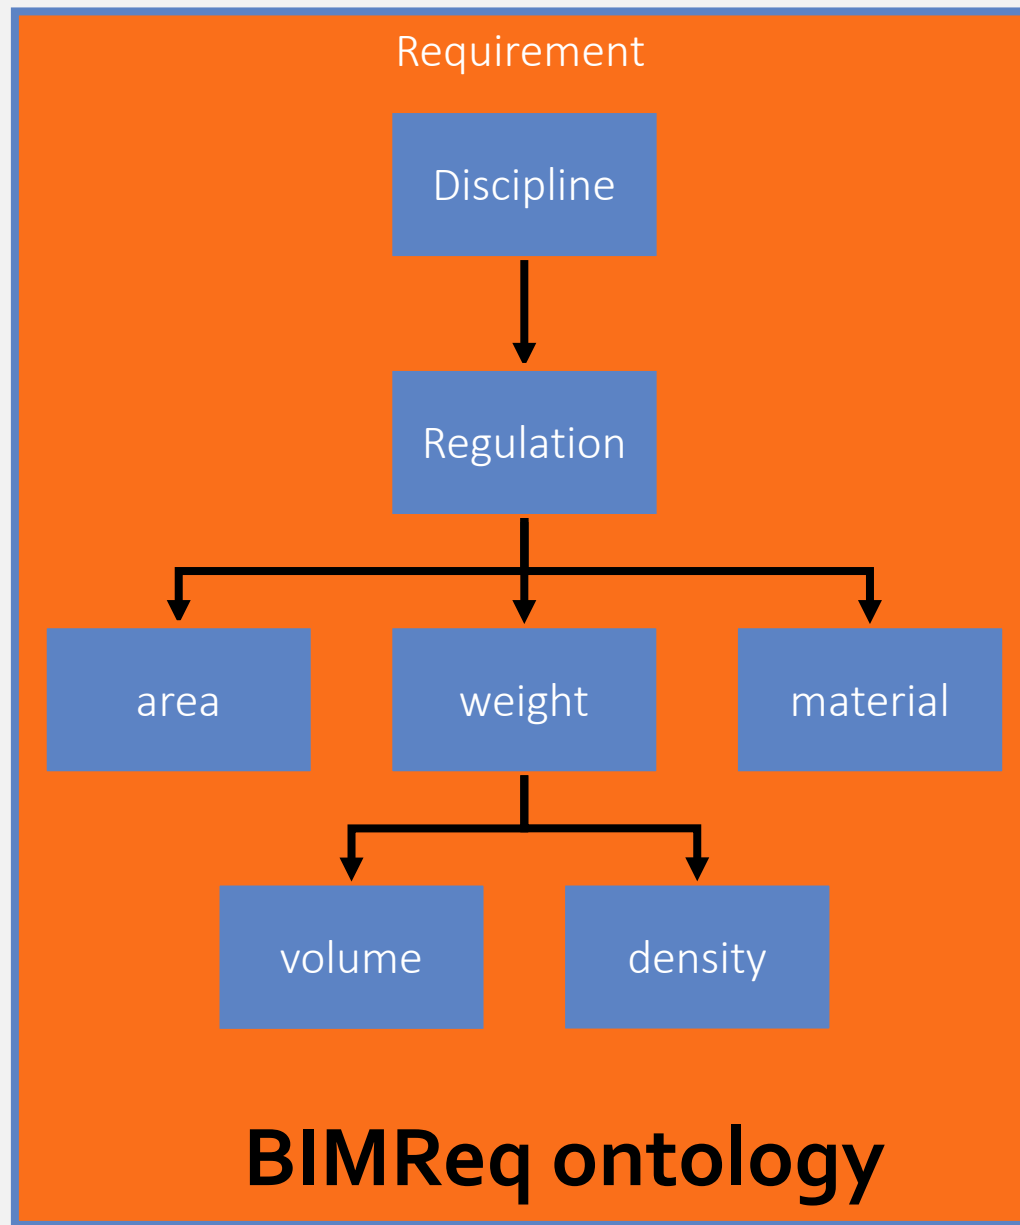 Requirement
Discipline
Regulation
area
weight
material
volume
density
BIMReq ontology